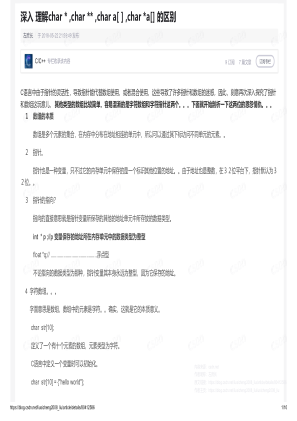 深入 理解char * ,char ** ,char a[ ] ,char *a[] 的区别
C/C++ 专栏收录该内容
C语言中由于指针的灵活性，导致指针能代替数组使用，或者混合使用，这些导致了许多指针和数组的迷惑，因此，刻意再次深入探究了指针
和数组这玩意儿，其他类型的数组比较简单，容易混淆的是字符数组和字符指针这两个。。。下面就开始剖析一下这两位的恩怨情仇。。。
1 数组的本质
数组是多个元素的集合，在内存中分布在地址相连的单元中，所以可以通过其下标访问不同单元的元素。。
2 指针。
指针也是一种变量，只不过它的内存单元中保存的是一个标识其他位置的地址。。由于地址也是整数，在 3 2 位平台下，指针默认为 3
2 位。。
3 指针的指向？
指向的直接意思就是指针变量所保存的其他的地址单元中所存放的数据类型。
int * p ;//p 变量保存的地址所在内存单元中的数据类型为整型
float *q;// ........................................浮点型
不论指向的数据类型为那种，指针变量其本身永远为整型，因为它保存的地址。
4 字符数组。。。
字面意思是数组，数组中的元素是字符。。确实，这就是它的本质意义。
char str[10];
定义了一个有十个元素的数组，元素类型为字符。
C语言中定义一个变量时可以初始化。
char str[10] = {"hello world"};